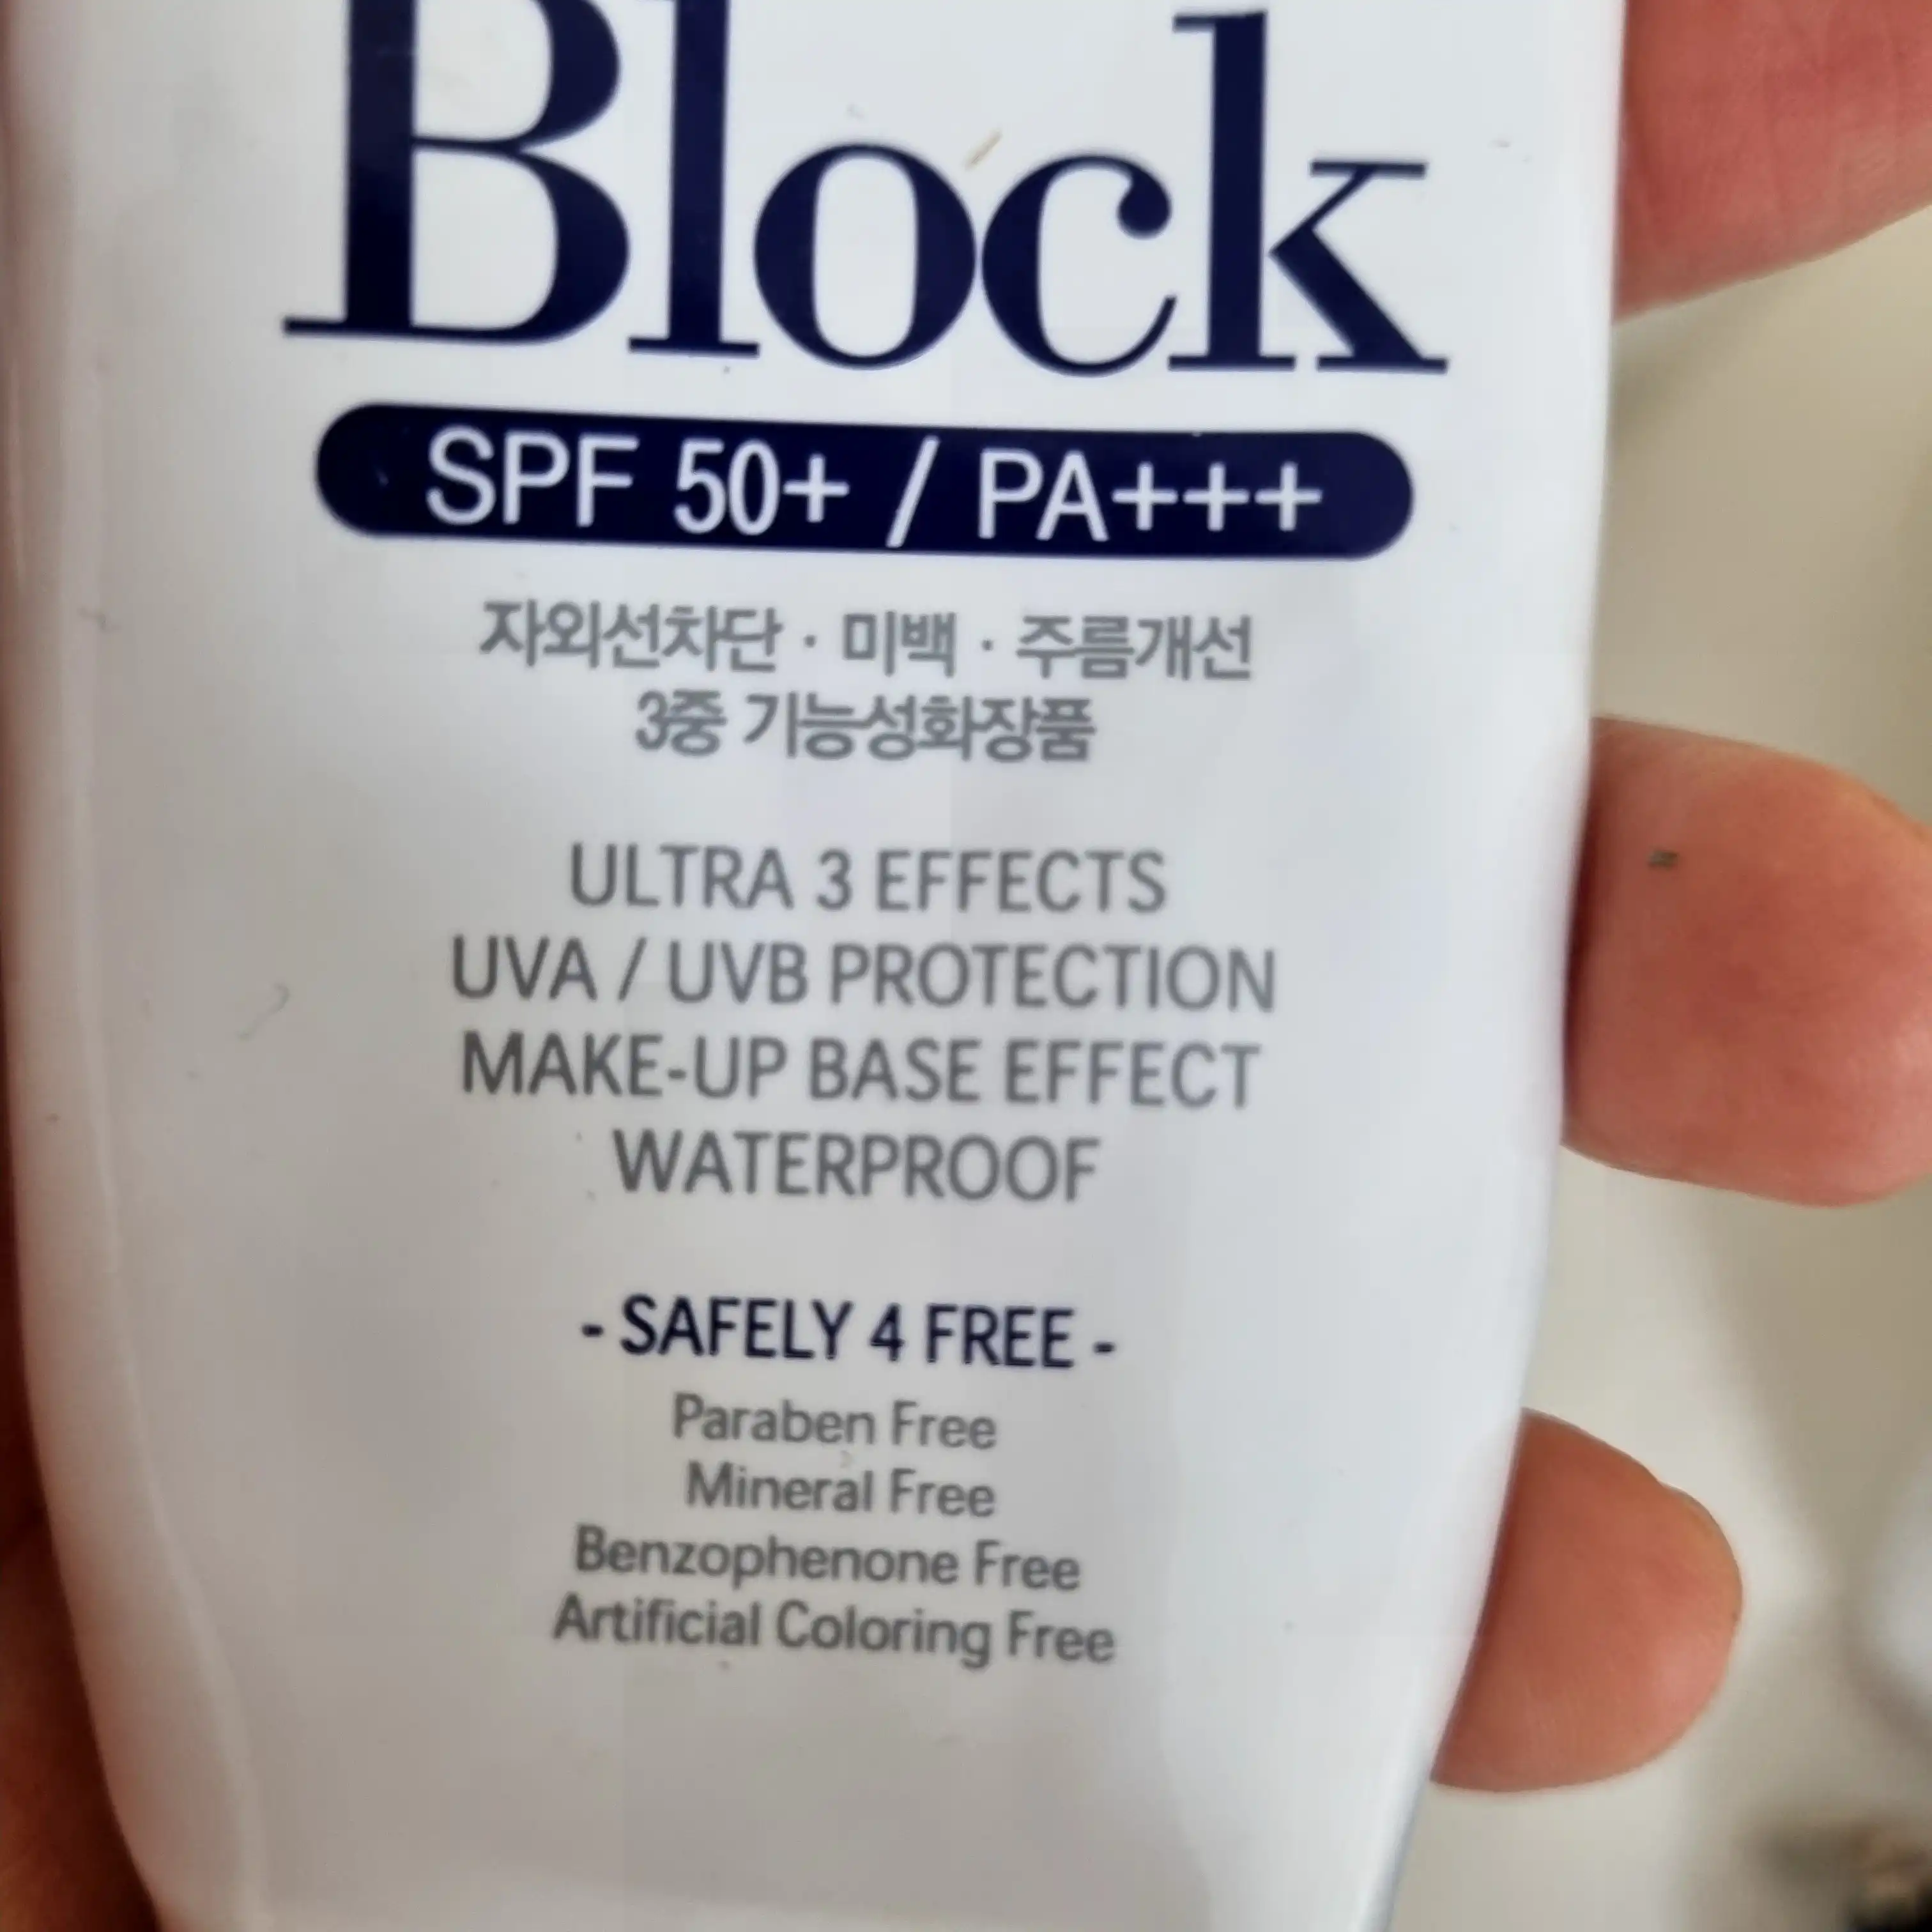 Block
SPF 50+ / PA+++
자외선차단 · 미백 · 주름개선
3중 기능성화장품
ULTRA 3 EFFECTS
UVA / UVB PROTECTION
MAKE-UP BASE EFFECT
WATERPROOF
- SAFELY 4 FREE -
Paraben Free
Mineral Free
Benzophenone Free
Artificial Coloring Free